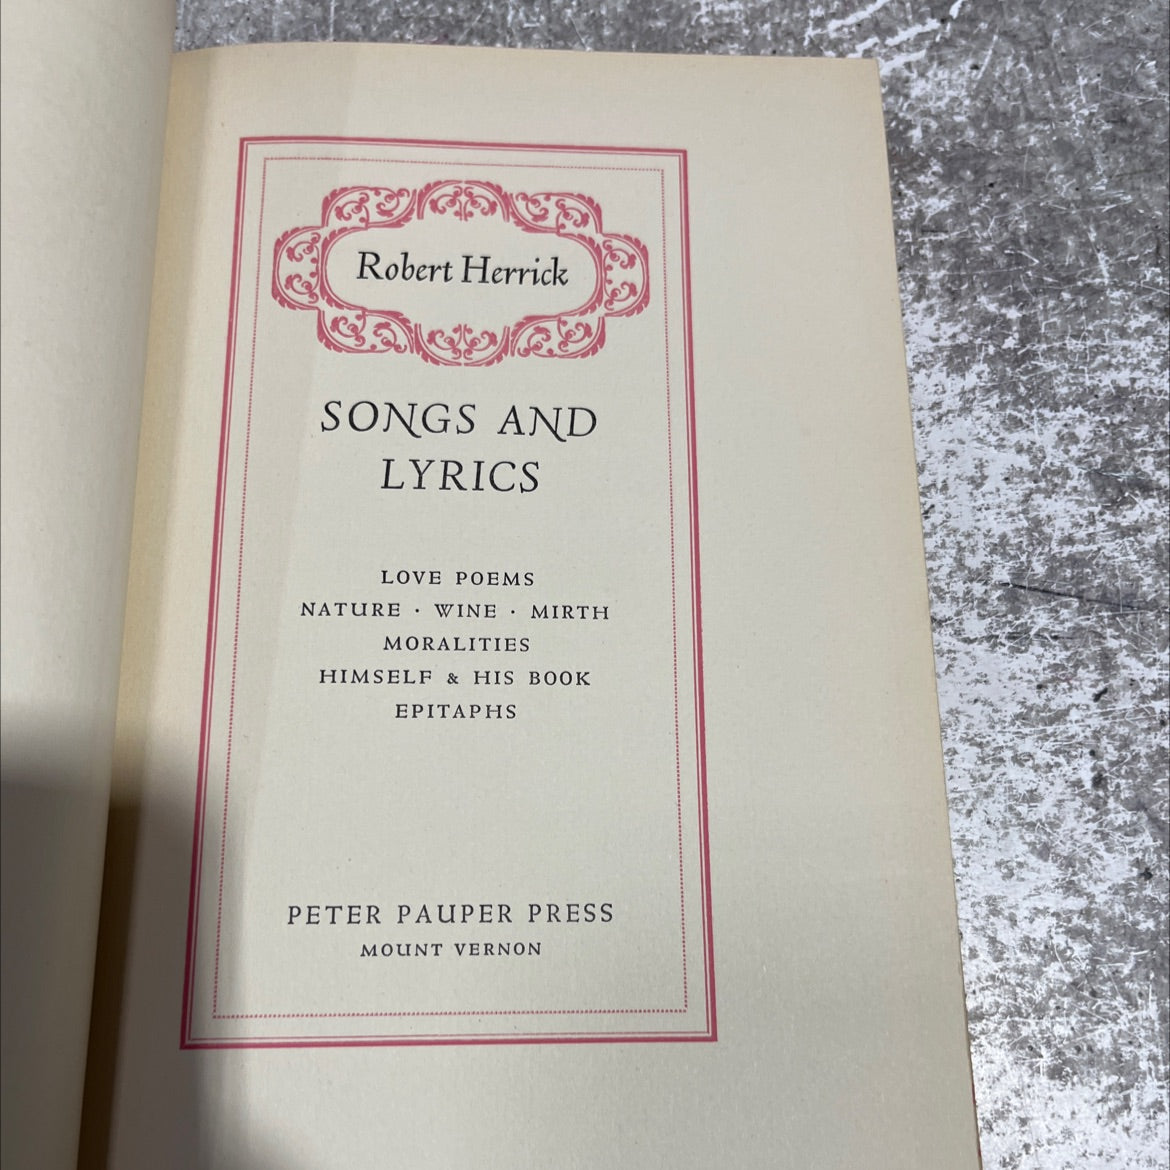 Robert Herrick
SONGS AND
LYRICS
LOVE POEMS
NATURE · WINE · MIRTH
MORALITIES
HIMSELF & HIS BOOK
EPITAPHS
PETER PAUPER PRESS
MOUNT VERNON